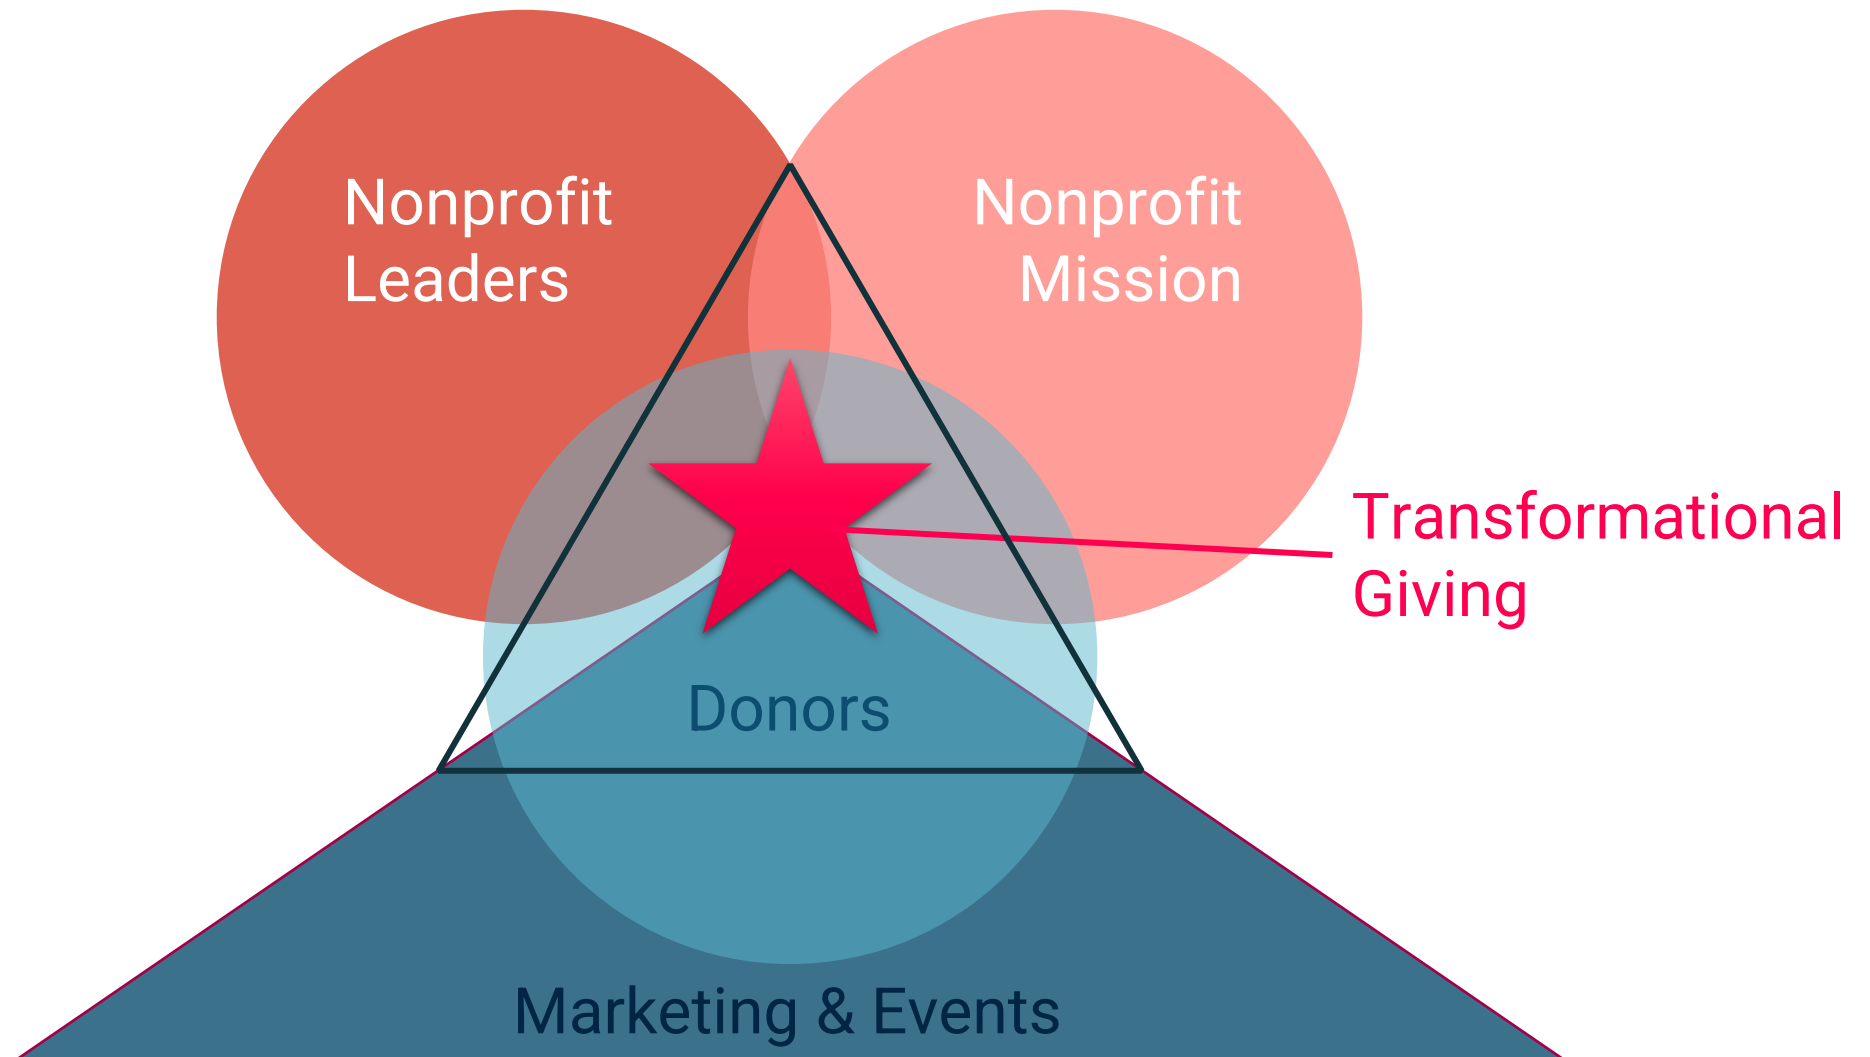 Nonprofit
Leaders
Nonprofit
Mission
Transformational
Giving
Donors
Marketing & Events